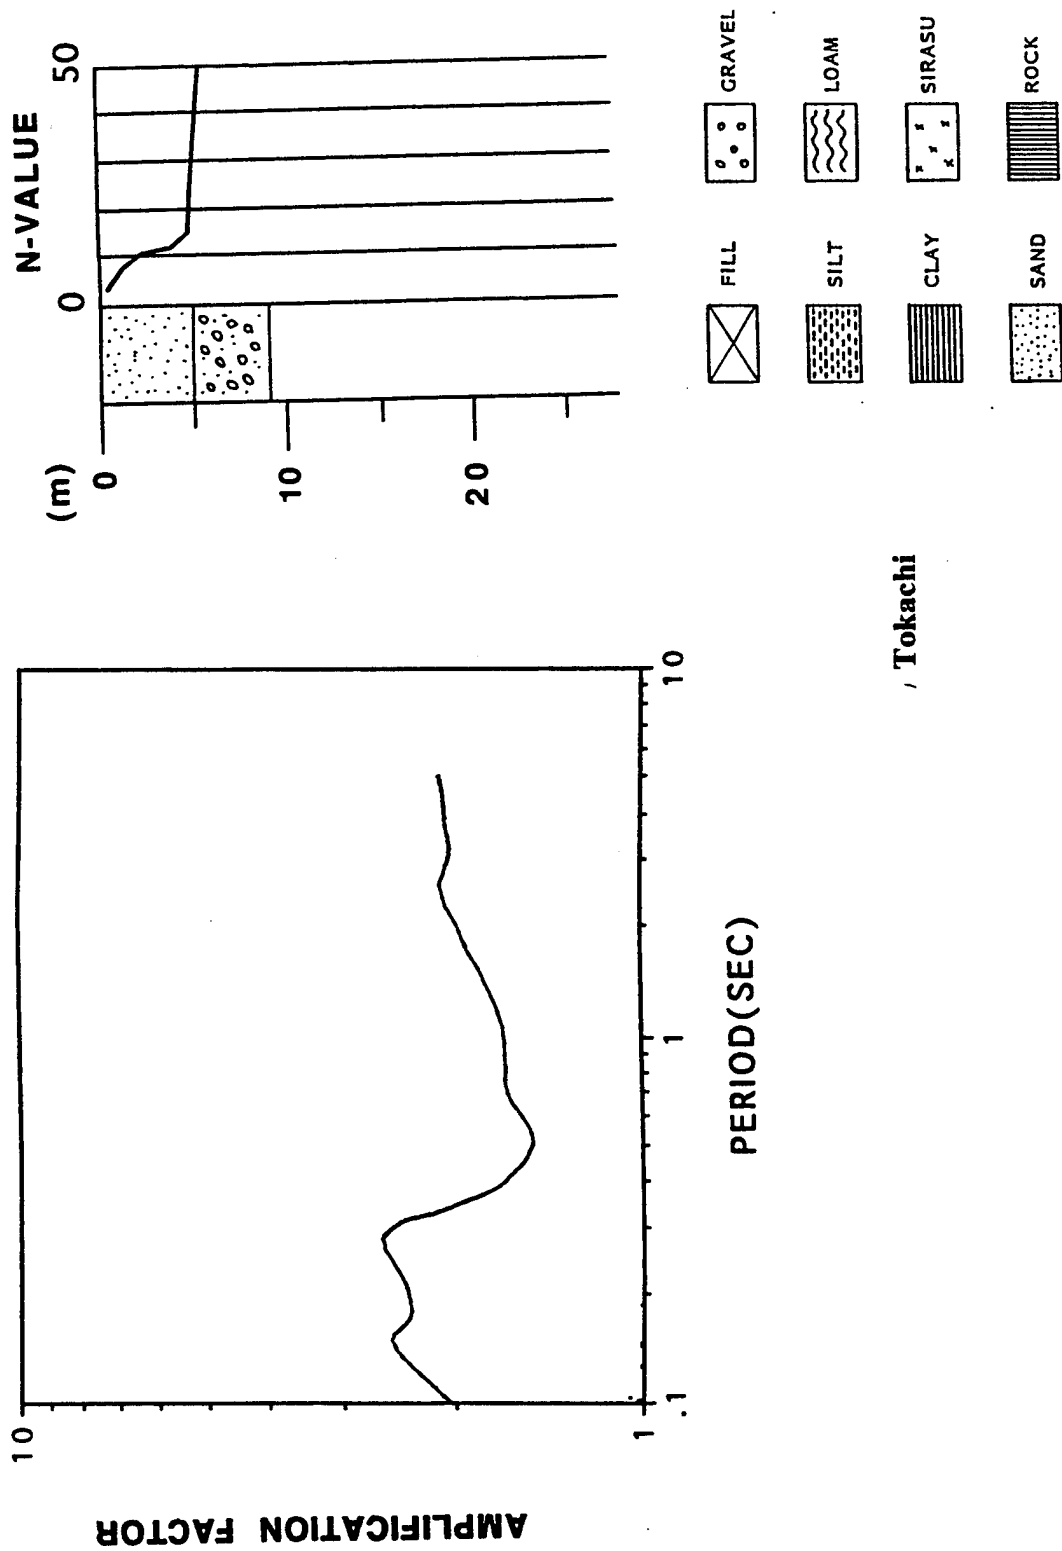 AMPLIFICATION FACTOR
10
1
.1
1
10
PERIOD(SEC)
N-VALUE
0
50
(m)
0
10
20
FILL
GRAVEL
SILT
LOAM
CLAY
SIRASU
SAND
ROCK
, Tokachi